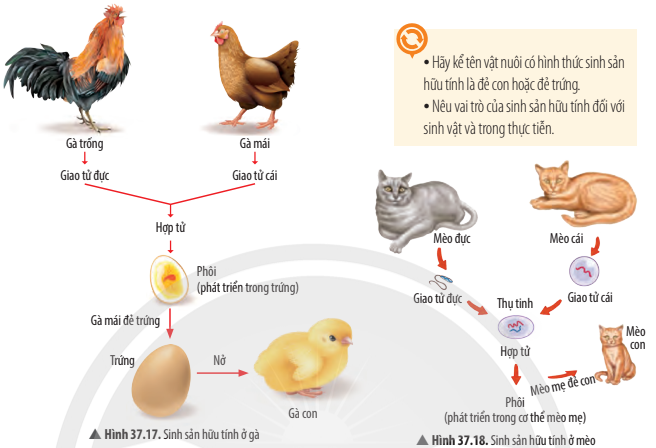 Gà trống
Gà mái
Giao tử đực
Giao tử cái
Hợp tử
Phôi
(phát triển trong trứng)
Gà mái đẻ trứng
Trứng
Nở
Gà con
▲ Hình 37.17. Sinh sản hữu tính ở gà
• Hãy kể tên vật nuôi có hình thức sinh sản
hữu tính là đẻ con hoặc đẻ trứng.
• Nêu vai trò của sinh sản hữu tính đối với
sinh vật và trong thực tiễn.
Mèo đực
Mèo cái
Giao tử đực
Thụ tinh
Giao tử cái
Hợp tử
Mèo
con
Mèo mẹ đẻ con
Phôi
(phát triển trong cơ thể mèo mẹ)
▲ Hình 37.18. Sinh sản hữu tính ở mèo